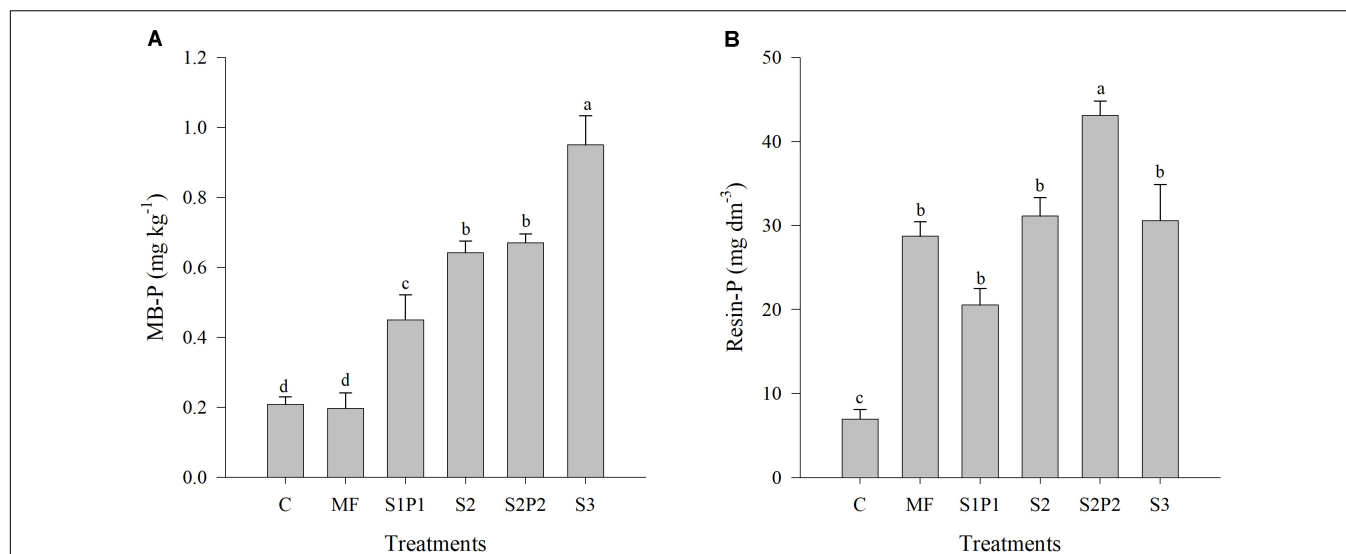 A
MB-P (mg kg⁻¹)
1.2
1.0
0.8
0.6
0.4
0.2
0.0
d d c b b a
C MF S1P1 S2 S2P2 S3
Treatments
B
Resin-P (mg dm⁻³)
50
40
30
20
10
0
c b b b a b
C MF S1P1 S2 S2P2 S3
Treatments